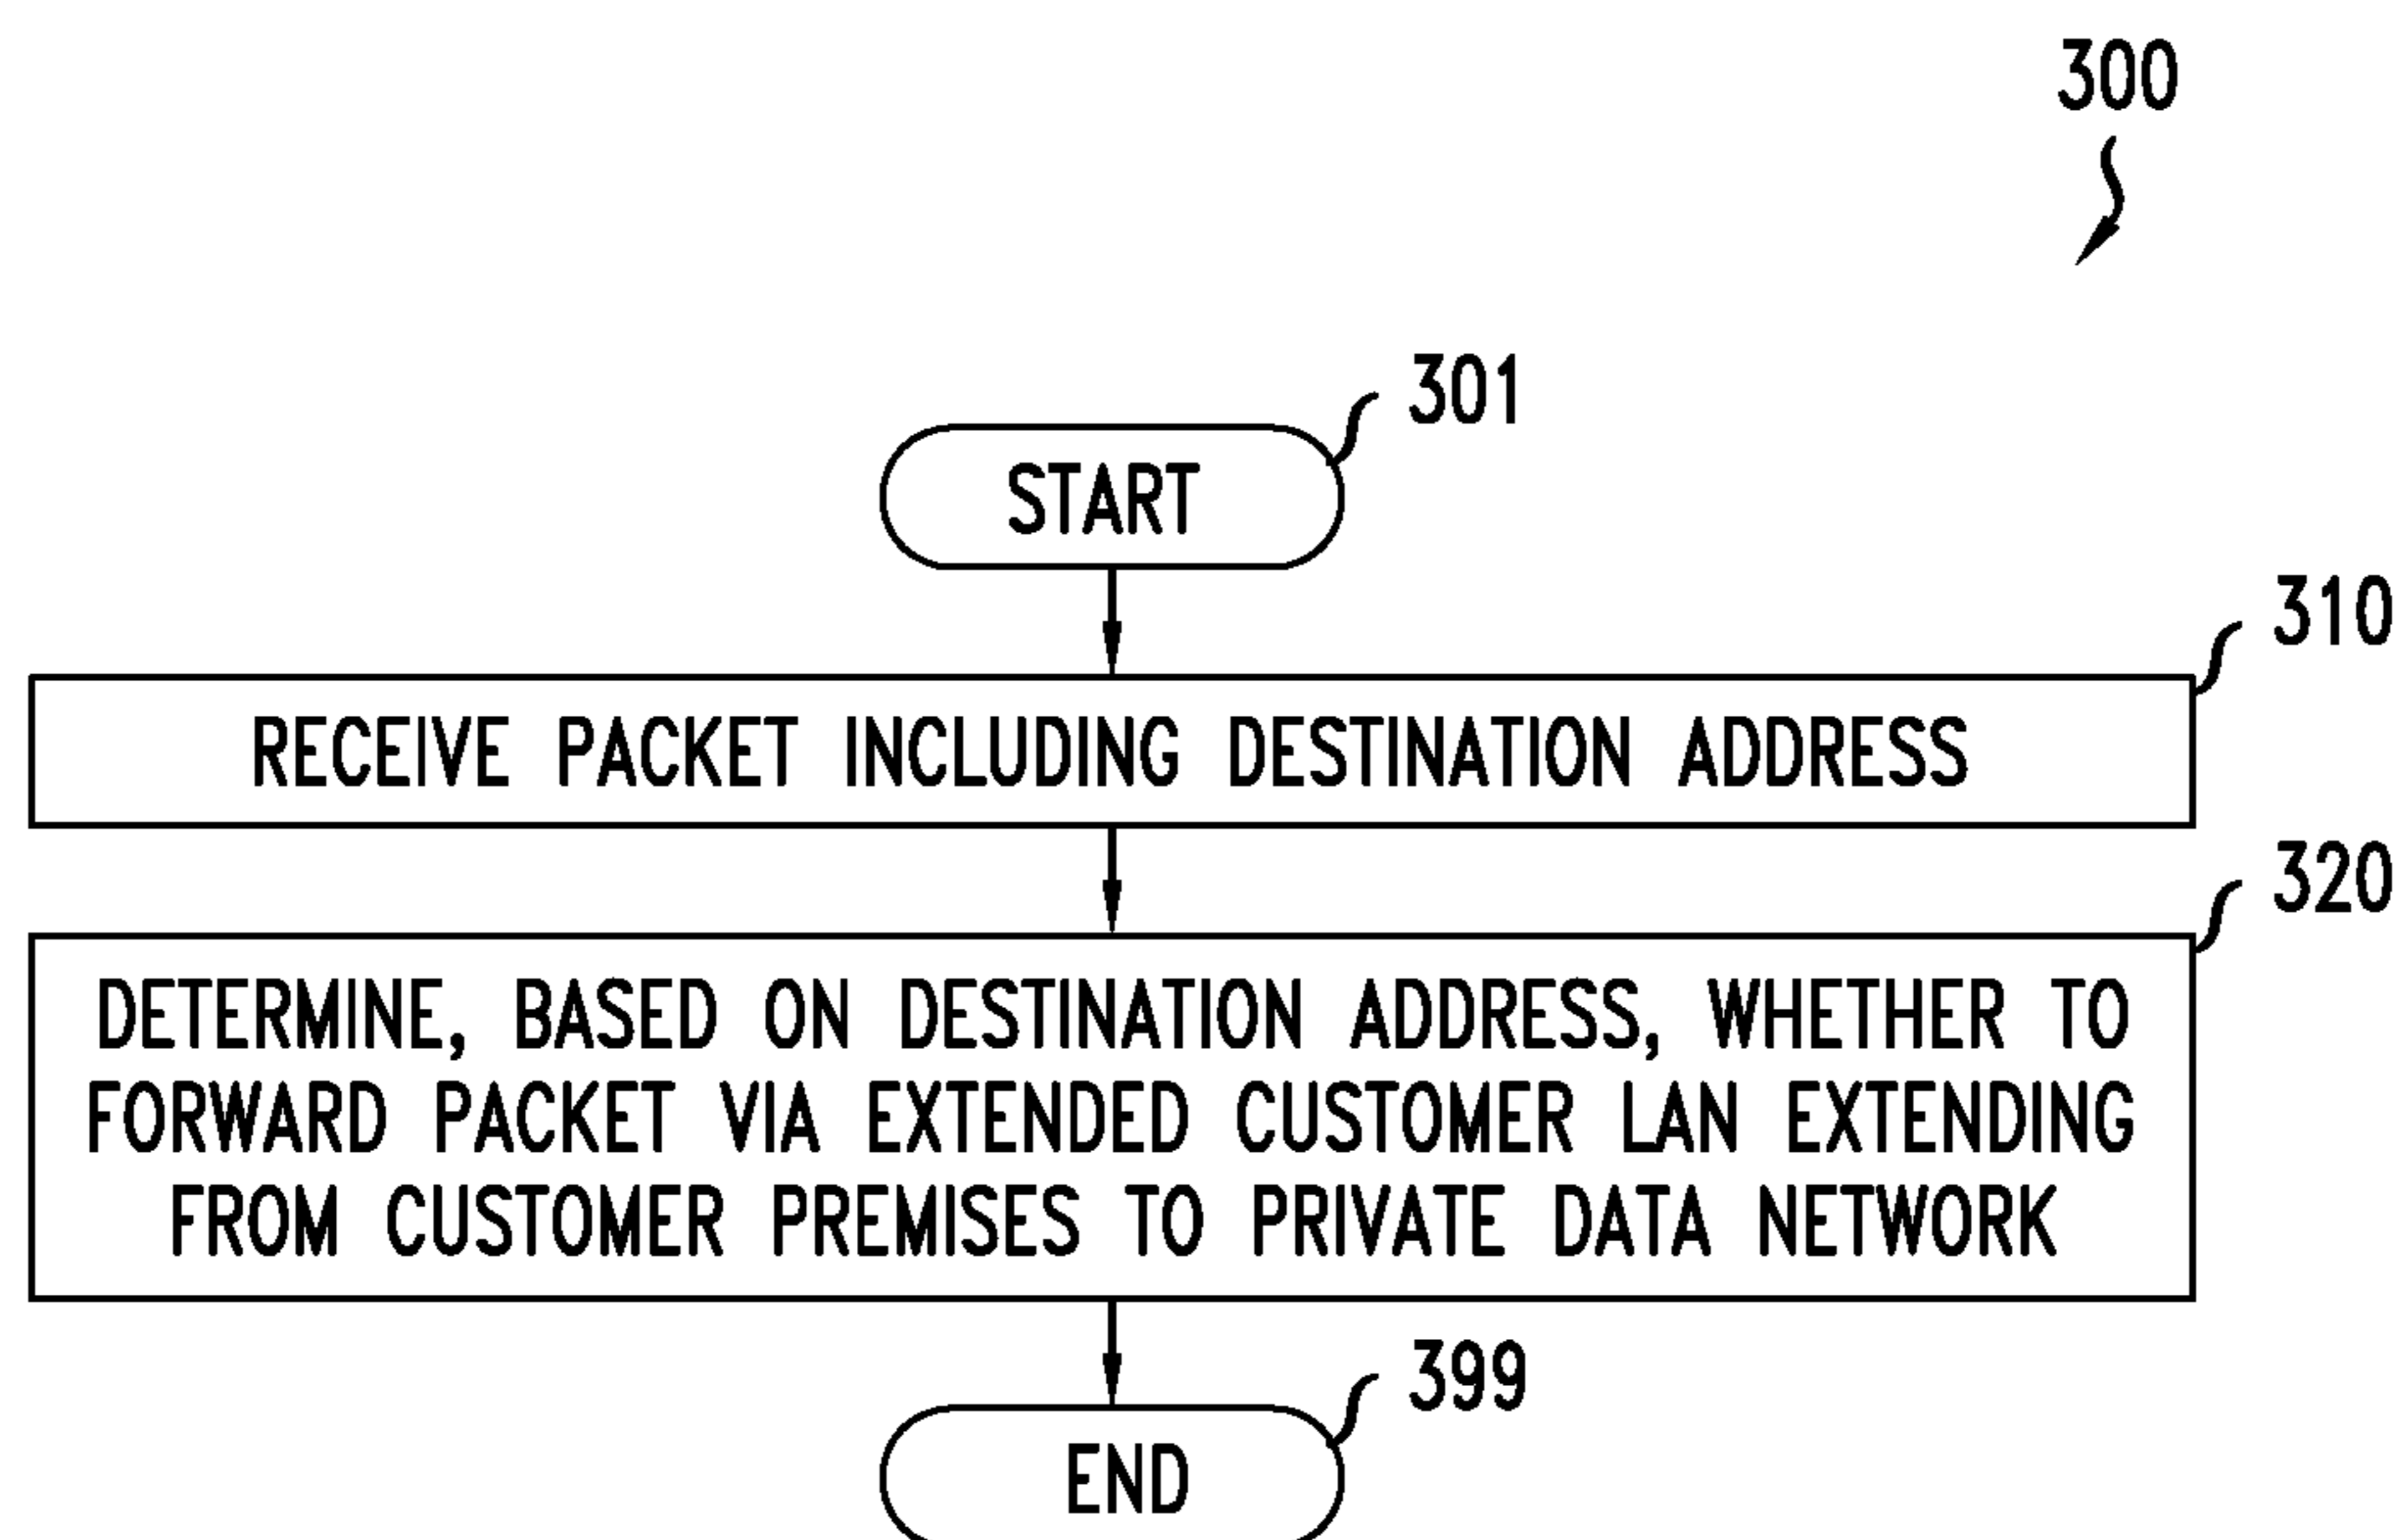 300
301
START
310
RECEIVE PACKET INCLUDING DESTINATION ADDRESS
320
DETERMINE, BASED ON DESTINATION ADDRESS, WHETHER TO
FORWARD PACKET VIA EXTENDED CUSTOMER LAN EXTENDING
FROM CUSTOMER PREMISES TO PRIVATE DATA NETWORK
399
END